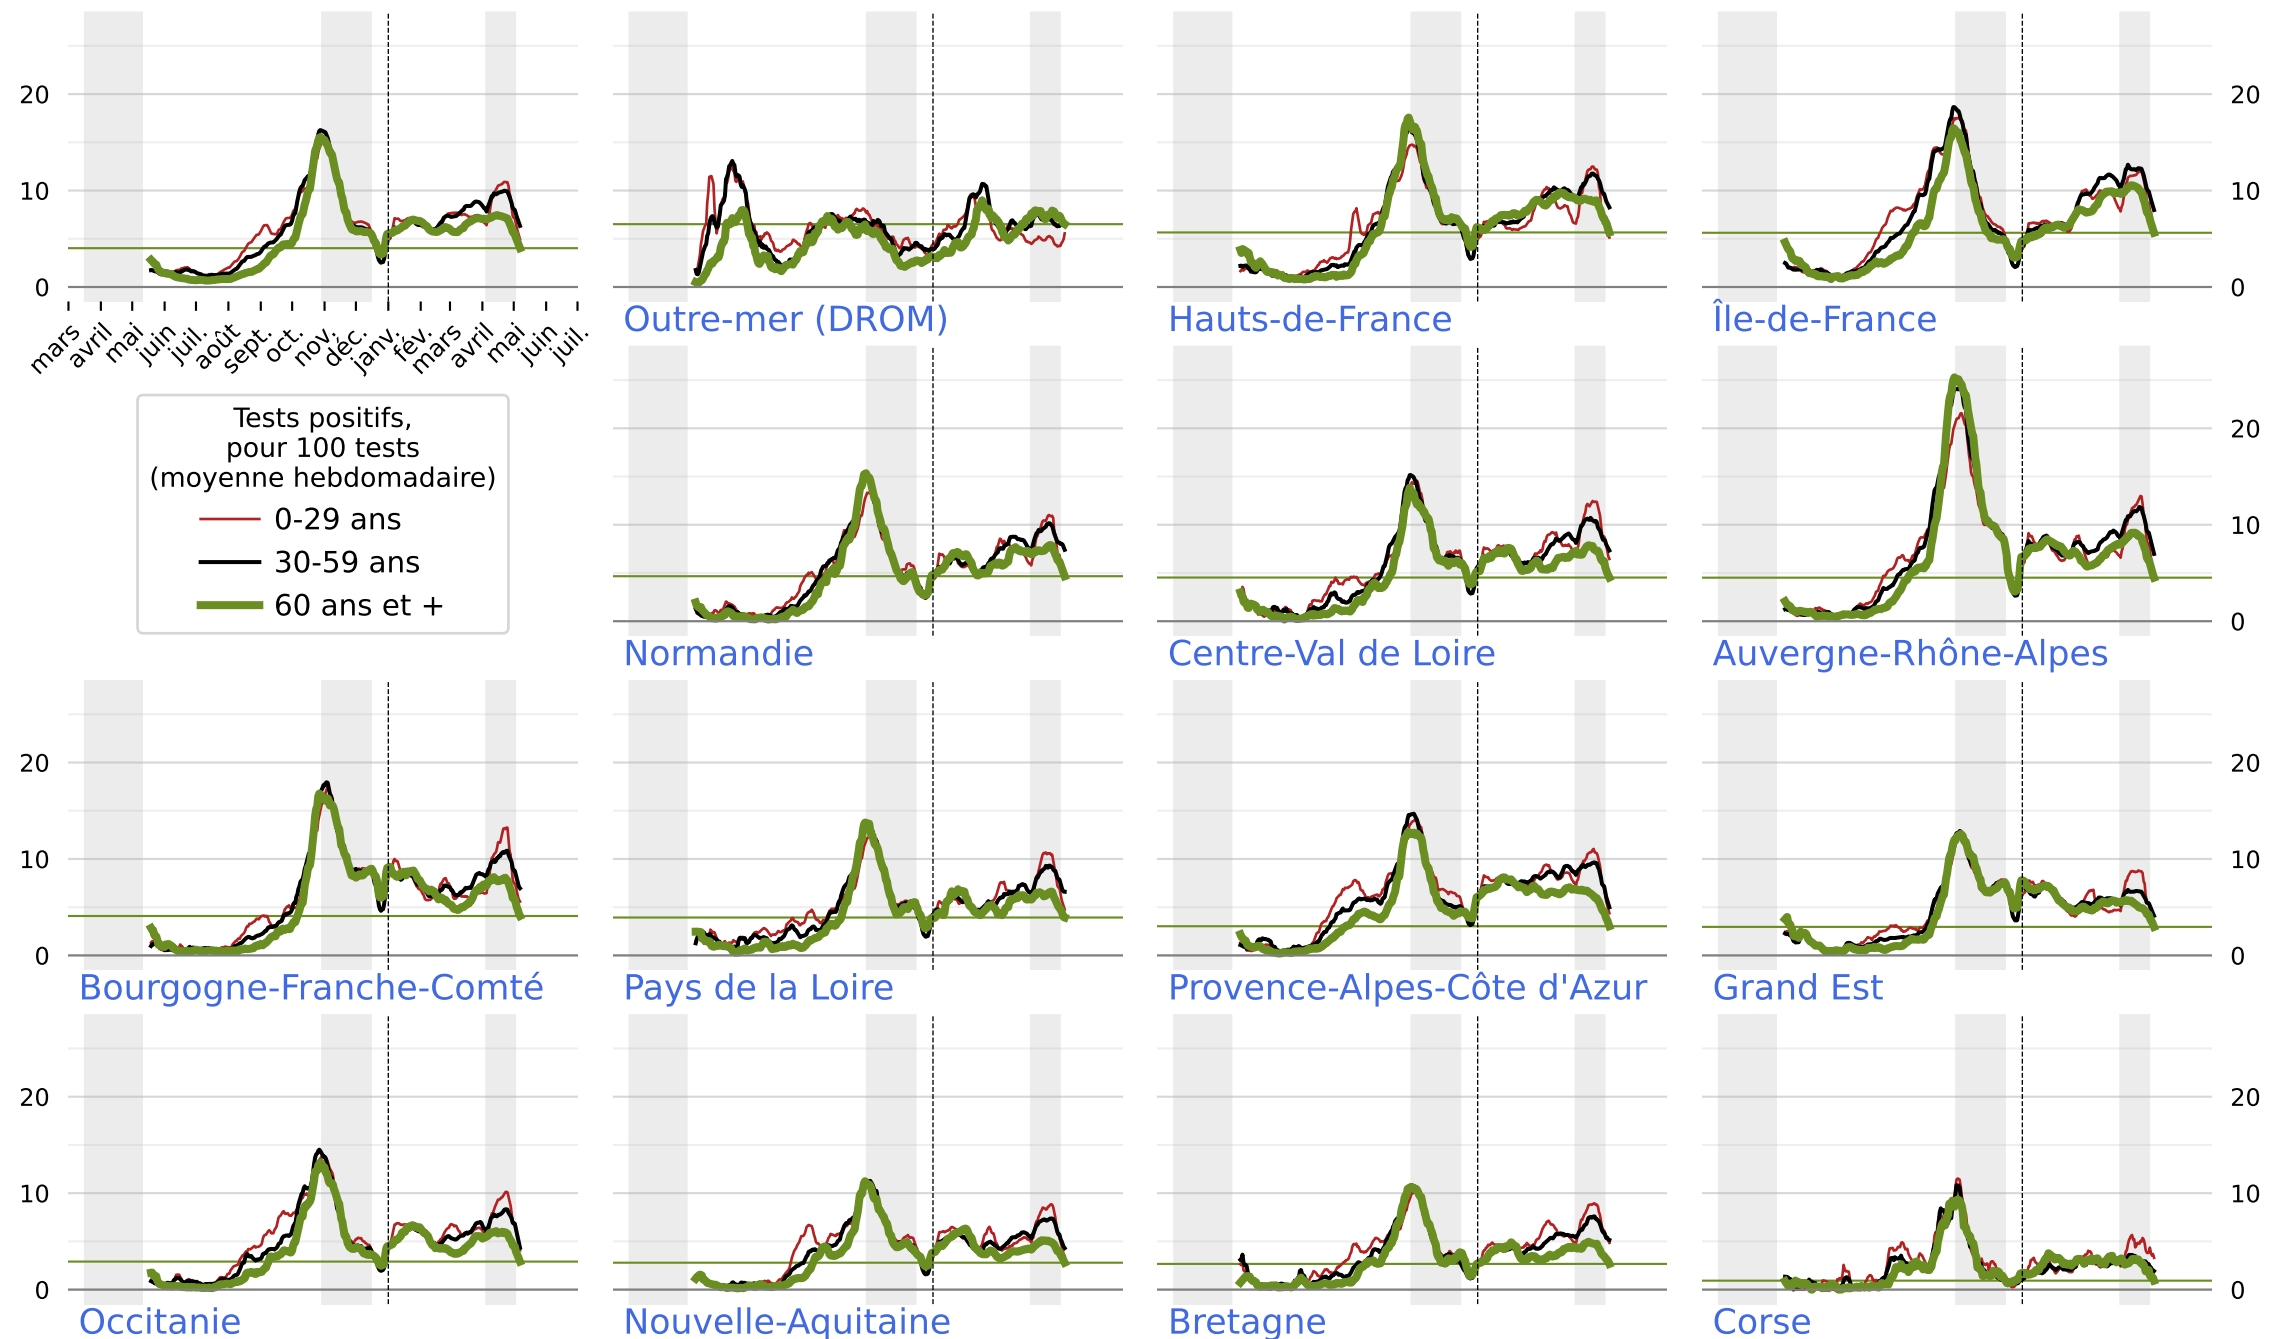 20
10
0
20
10
0
mars
avril
mai
juin
juil.
août
sept.
oct.
nov.
déc.
janv.
fév.
mars
avril
mai
juin
juil.
Outre-mer (DROM)
Hauts-de-France
Île-de-France
Tests positifs,
pour 100 tests
(moyenne hebdomadaire)
0-29 ans
30-59 ans
60 ans et +
20
10
0
Normandie
Centre-Val de Loire
Auvergne-Rhône-Alpes
20
10
0
20
10
0
Bourgogne-Franche-Comté
Pays de la Loire
Provence-Alpes-Côte d'Azur
Grand Est
20
10
0
20
10
0
Occitanie
Nouvelle-Aquitaine
Bretagne
Corse